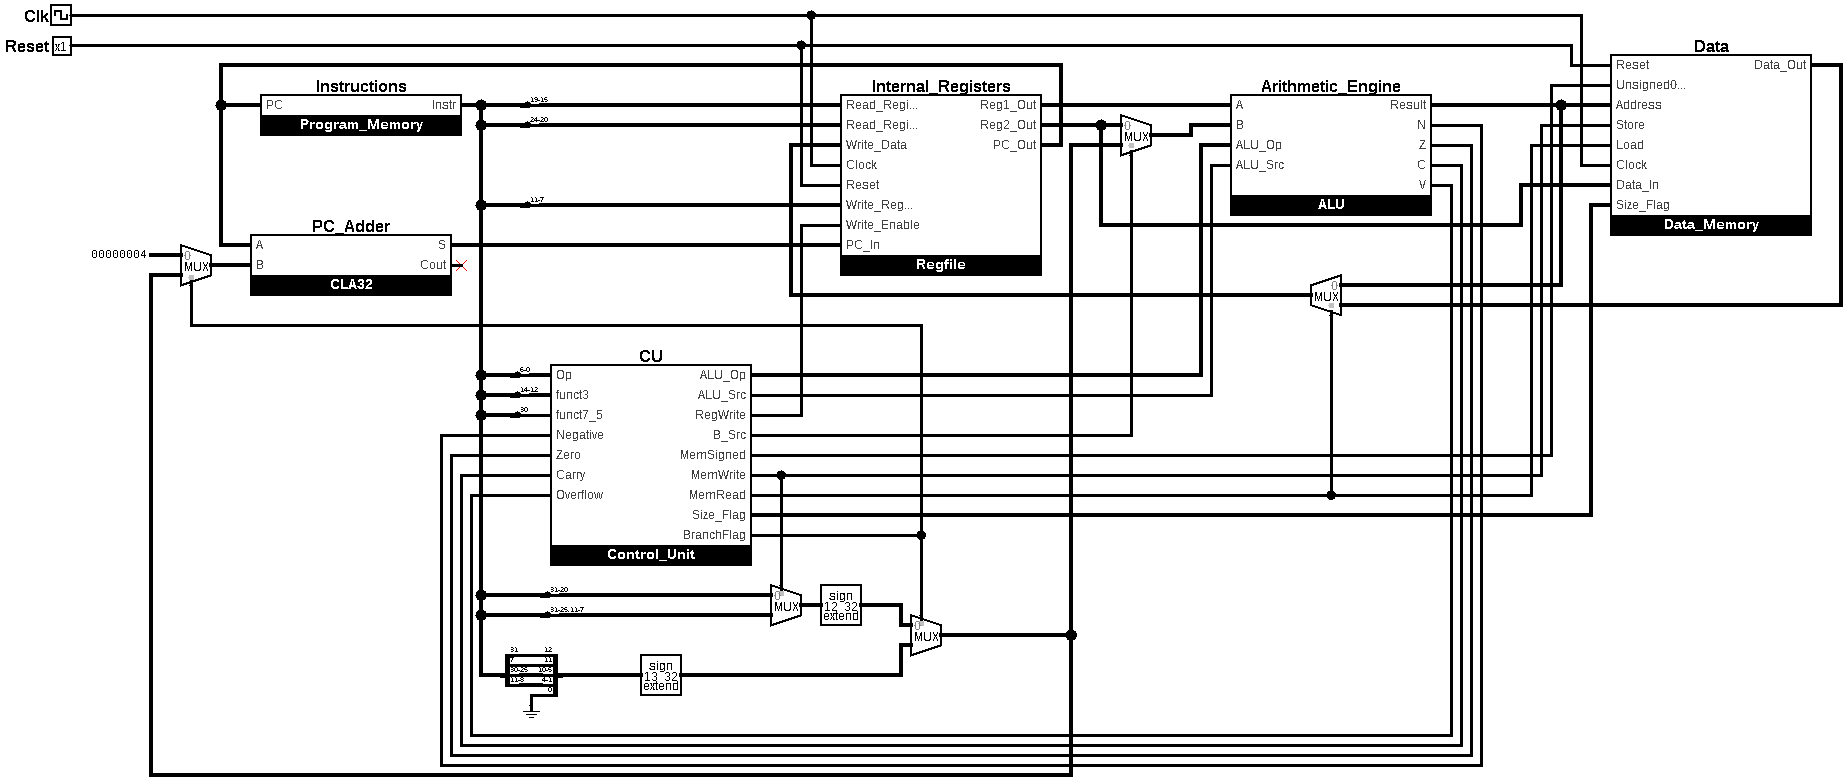 Clk
Reset x1
Instructions
PC Instr
Program_Memory
19-15
24-20
11-7
Internal_Registers
Read_Regi... Reg1_Out
Read_Regi... Reg2_Out
Write_Data PC_Out
Clock
Reset
Write_Reg...
Write_Enable
PC_In
Regfile
0
MUX
Arithmetic_Engine
A Result
B N
ALU_Op Z
ALU_Src C
V
ALU
Data
Reset Data_Out
Unsigned0...
Address
Store
Load
Clock
Data_In
Size_Flag
Data_Memory
00000004
0
MUX
PC_Adder
A S
B Cout
CLA32
0
MUX
CU
6-0
14-12
30
Op ALU_Op
funct3 ALU_Src
funct7_5 RegWrite
Negative B_Src
Zero MemSigned
Carry MemWrite
Overflow MemRead
Size_Flag
BranchFlag
Control_Unit
31-20
31-25,11-7
0
MUX
sign
12 32
extend
0
MUX
31 12
7 11
30-25 10-5
11-8 4-1
0
sign
13 32
extend